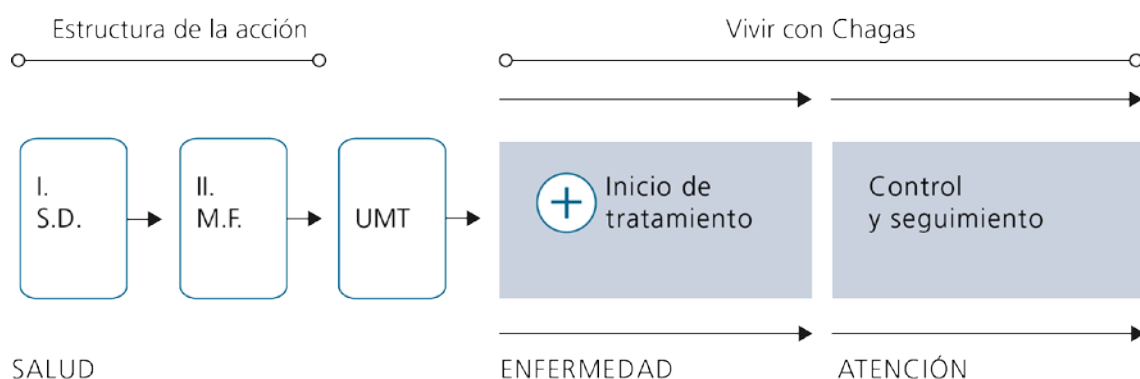 Estructura de la acción
Vivir con Chagas
I.
S.D.
II.
M.F.
UMT
Inicio de
tratamiento
Control
y seguimiento
SALUD
ENFERMEDAD
ATENCIÓN